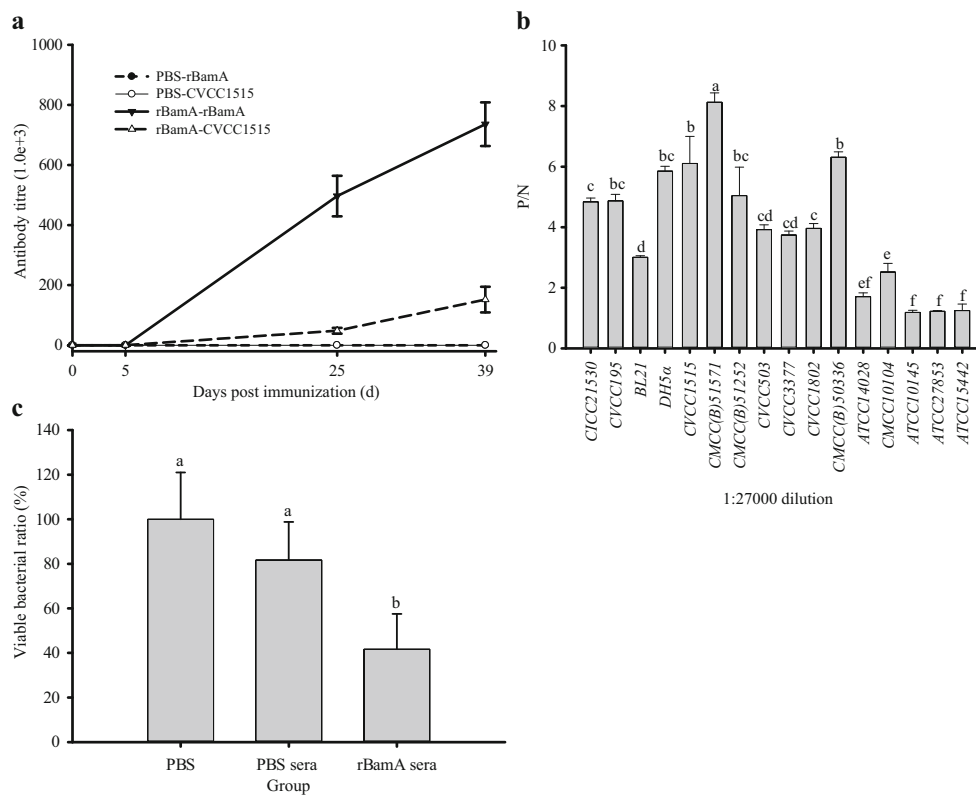 a
1000
800
600
400
200
0
Antibody titre (1.0e+3)
PBS-rBamA
PBS-CVCC1515
rBamA-rBamA
rBamA-CVCC1515
0 5 25 39
Days post immunization (d)
b
10
8
6
4
2
0
P/N
c bc d bc b a bc cd cd c b ef e f f f
CICC21530
CVCC195
BL21
DH5α
CVCC1515
CMCC(B)51571
CMCC(B)51252
CVCC503
CVCC3377
CVCC1802
CMCC(B)50336
ATCC14028
CMCC10104
ATCC10145
ATCC27853
ATCC15442
1:27000 dilution
c
140
120
100
80
60
40
20
0
Viable bacterial ratio (%)
a a b
PBS PBS sera rBamA sera
Group